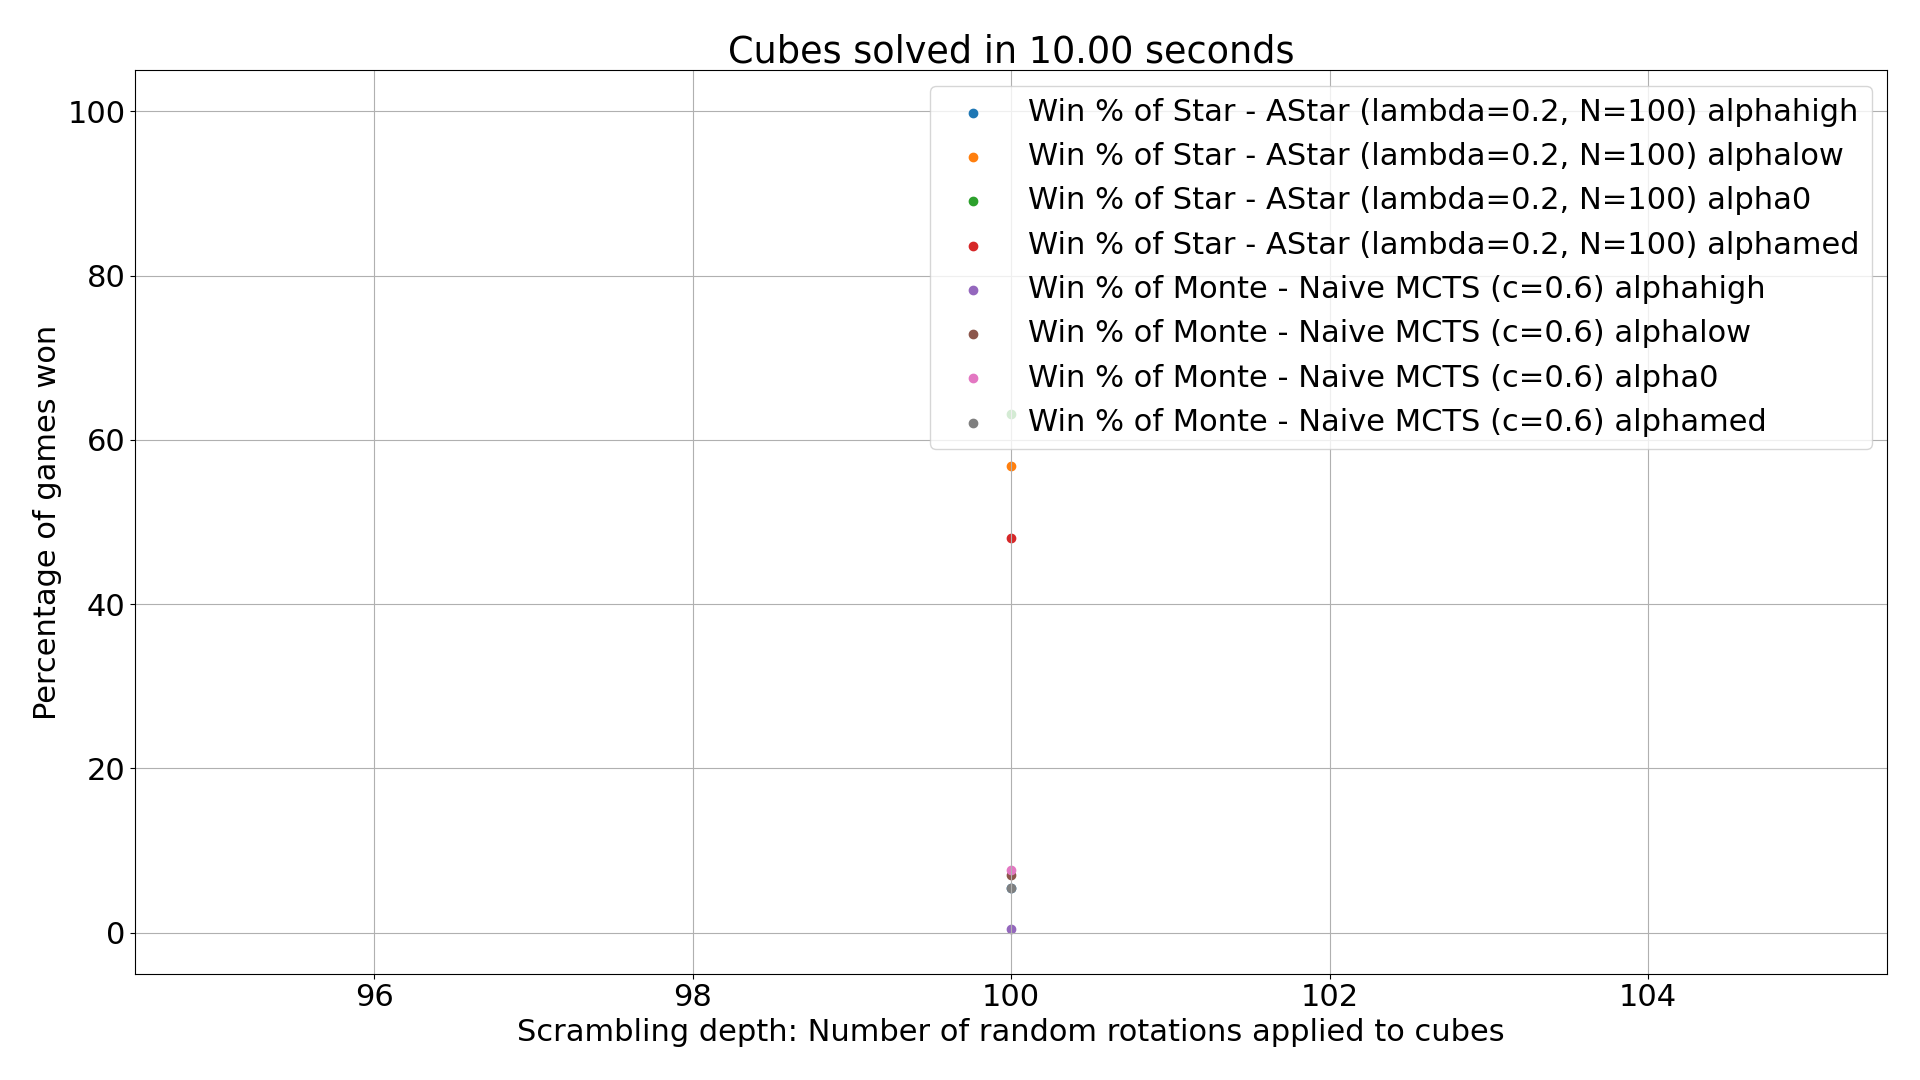 Cubes solved in 10.00 seconds
Win % of Star - AStar (lambda=0.2, N=100) alphahigh
Win % of Star - AStar (lambda=0.2, N=100) alphalow
Win % of Star - AStar (lambda=0.2, N=100) alpha0
Win % of Star - AStar (lambda=0.2, N=100) alphamed
Win % of Monte - Naive MCTS (c=0.6) alphahigh
Win % of Monte - Naive MCTS (c=0.6) alphalow
Win % of Monte - Naive MCTS (c=0.6) alpha0
Win % of Monte - Naive MCTS (c=0.6) alphamed
Percentage of games won
100
80
60
40
20
0
96 98 100 102 104
Scrambling depth: Number of random rotations applied to cubes